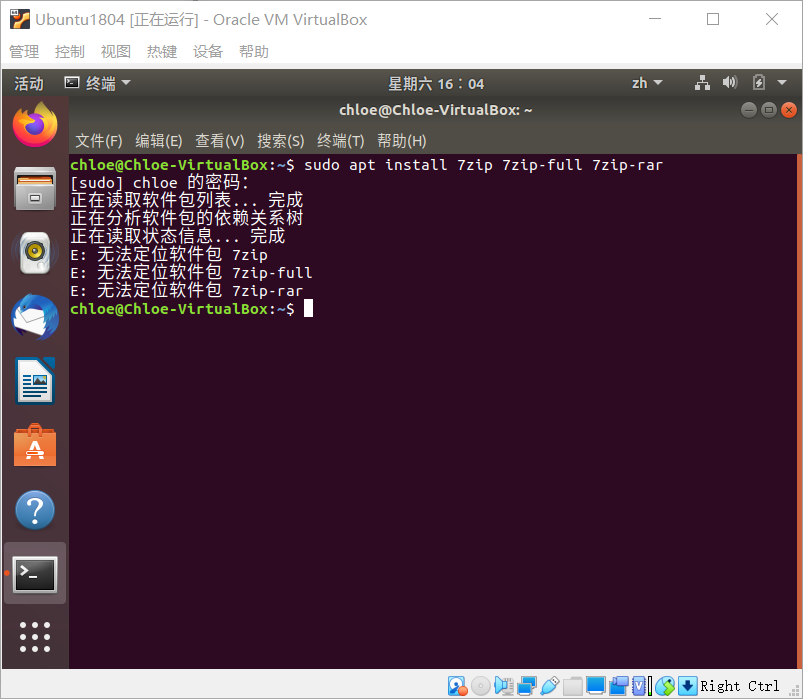 Ubuntu1804 [正在运行] - Oracle VM VirtualBox
管理 控制 视图 热键 设备 帮助
活动 终端 星期六 16：04 zh
chloe@Chloe-VirtualBox: ~
文件(F) 编辑(E) 查看(V) 搜索(S) 终端(T) 帮助(H)
chloe@Chloe-VirtualBox:~$ sudo apt install 7zip 7zip-full 7zip-rar
[sudo] chloe 的密码：
正在读取软件包列表... 完成
正在分析软件包的依赖关系树
正在读取状态信息... 完成
E: 无法定位软件包 7zip
E: 无法定位软件包 7zip-full
E: 无法定位软件包 7zip-rar
chloe@Chloe-VirtualBox:~$
Right Ctrl